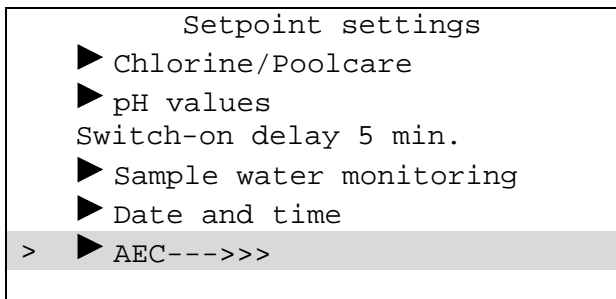 Setpoint settings
▶ Chlorine/Poolcare
▶ pH values
Switch-on delay 5 min.
▶ Sample water monitoring
▶ Date and time
> ▶ AEC--->>>